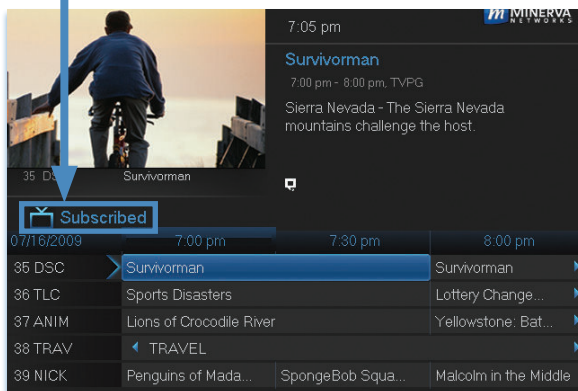 7:05 pm
MINERVA
NETWORKS
Survivorman
7:00 pm - 8:00 pm, TVPG
Sierra Nevada - The Sierra Nevada
mountains challenge the host.
35 DSC Survivorman
Subscribed
07/16/2009 7:00 pm 7:30 pm 8:00 pm
35 DSC Survivorman Survivorman
36 TLC Sports Disasters Lottery Change...
37 ANIM Lions of Crocodile River Yellowstone: Bat...
38 TRAV TRAVEL
39 NICK Penguins of Mada... SpongeBob Squa... Malcolm in the Middle